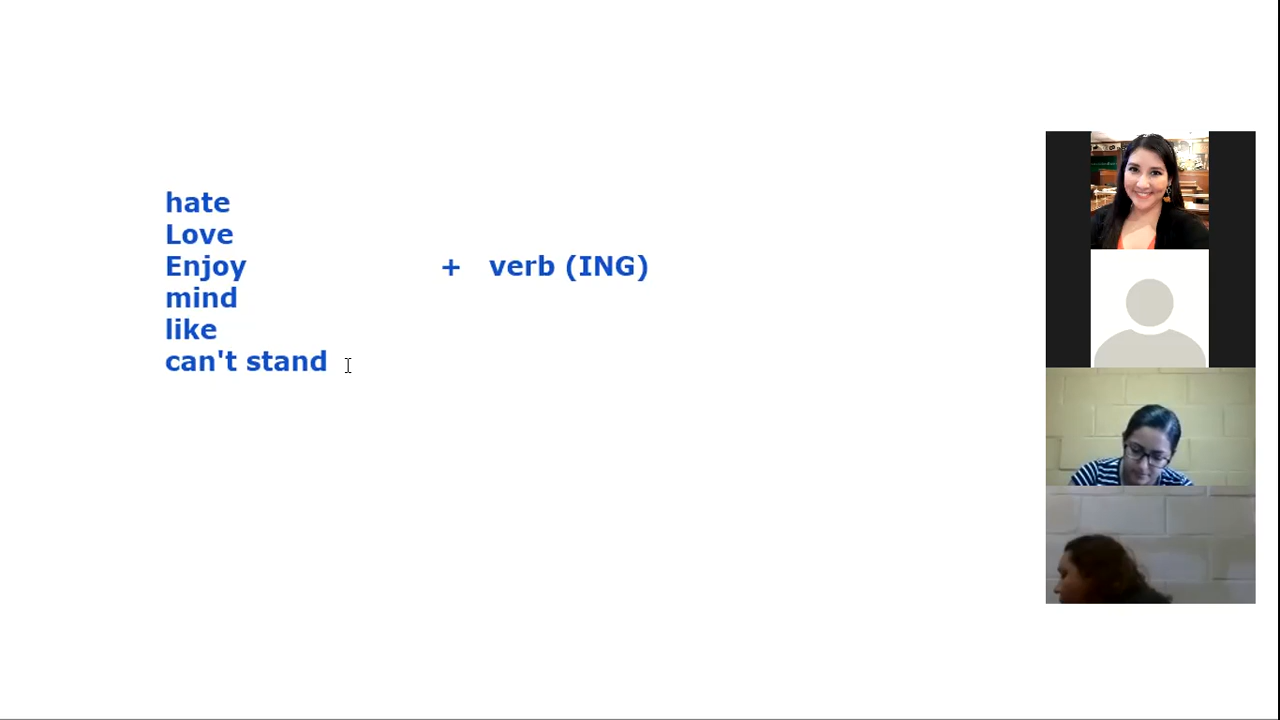 hate
Love
Enjoy + verb (ING)
mind
like
can't stand